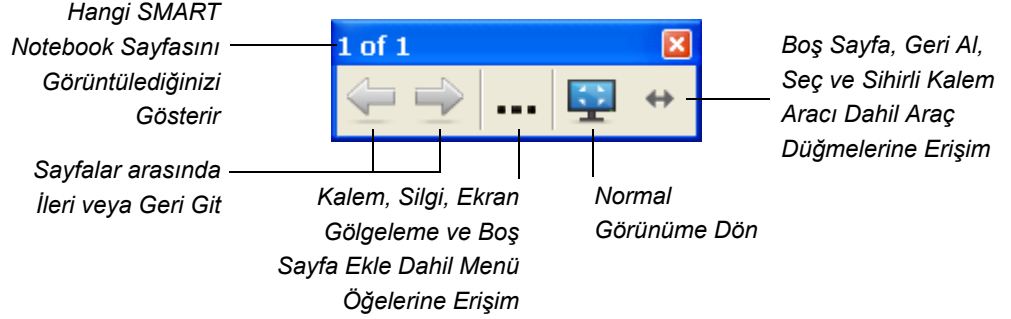 Hangi SMART
Notebook Sayfasını
Görüntülediğinizi
Gösterir
1 of 1
Boş Sayfa, Geri Al,
Seç ve Sihirli Kalem
Aracı Dahil Araç
Düğmelerine Erişim
Sayfalar arasında
İleri veya Geri Git
Kalem, Silgi, Ekran
Gölgeleme ve Boş
Sayfa Ekle Dahil Menü
Öğelerine Erişim
Normal
Görünüme Dön